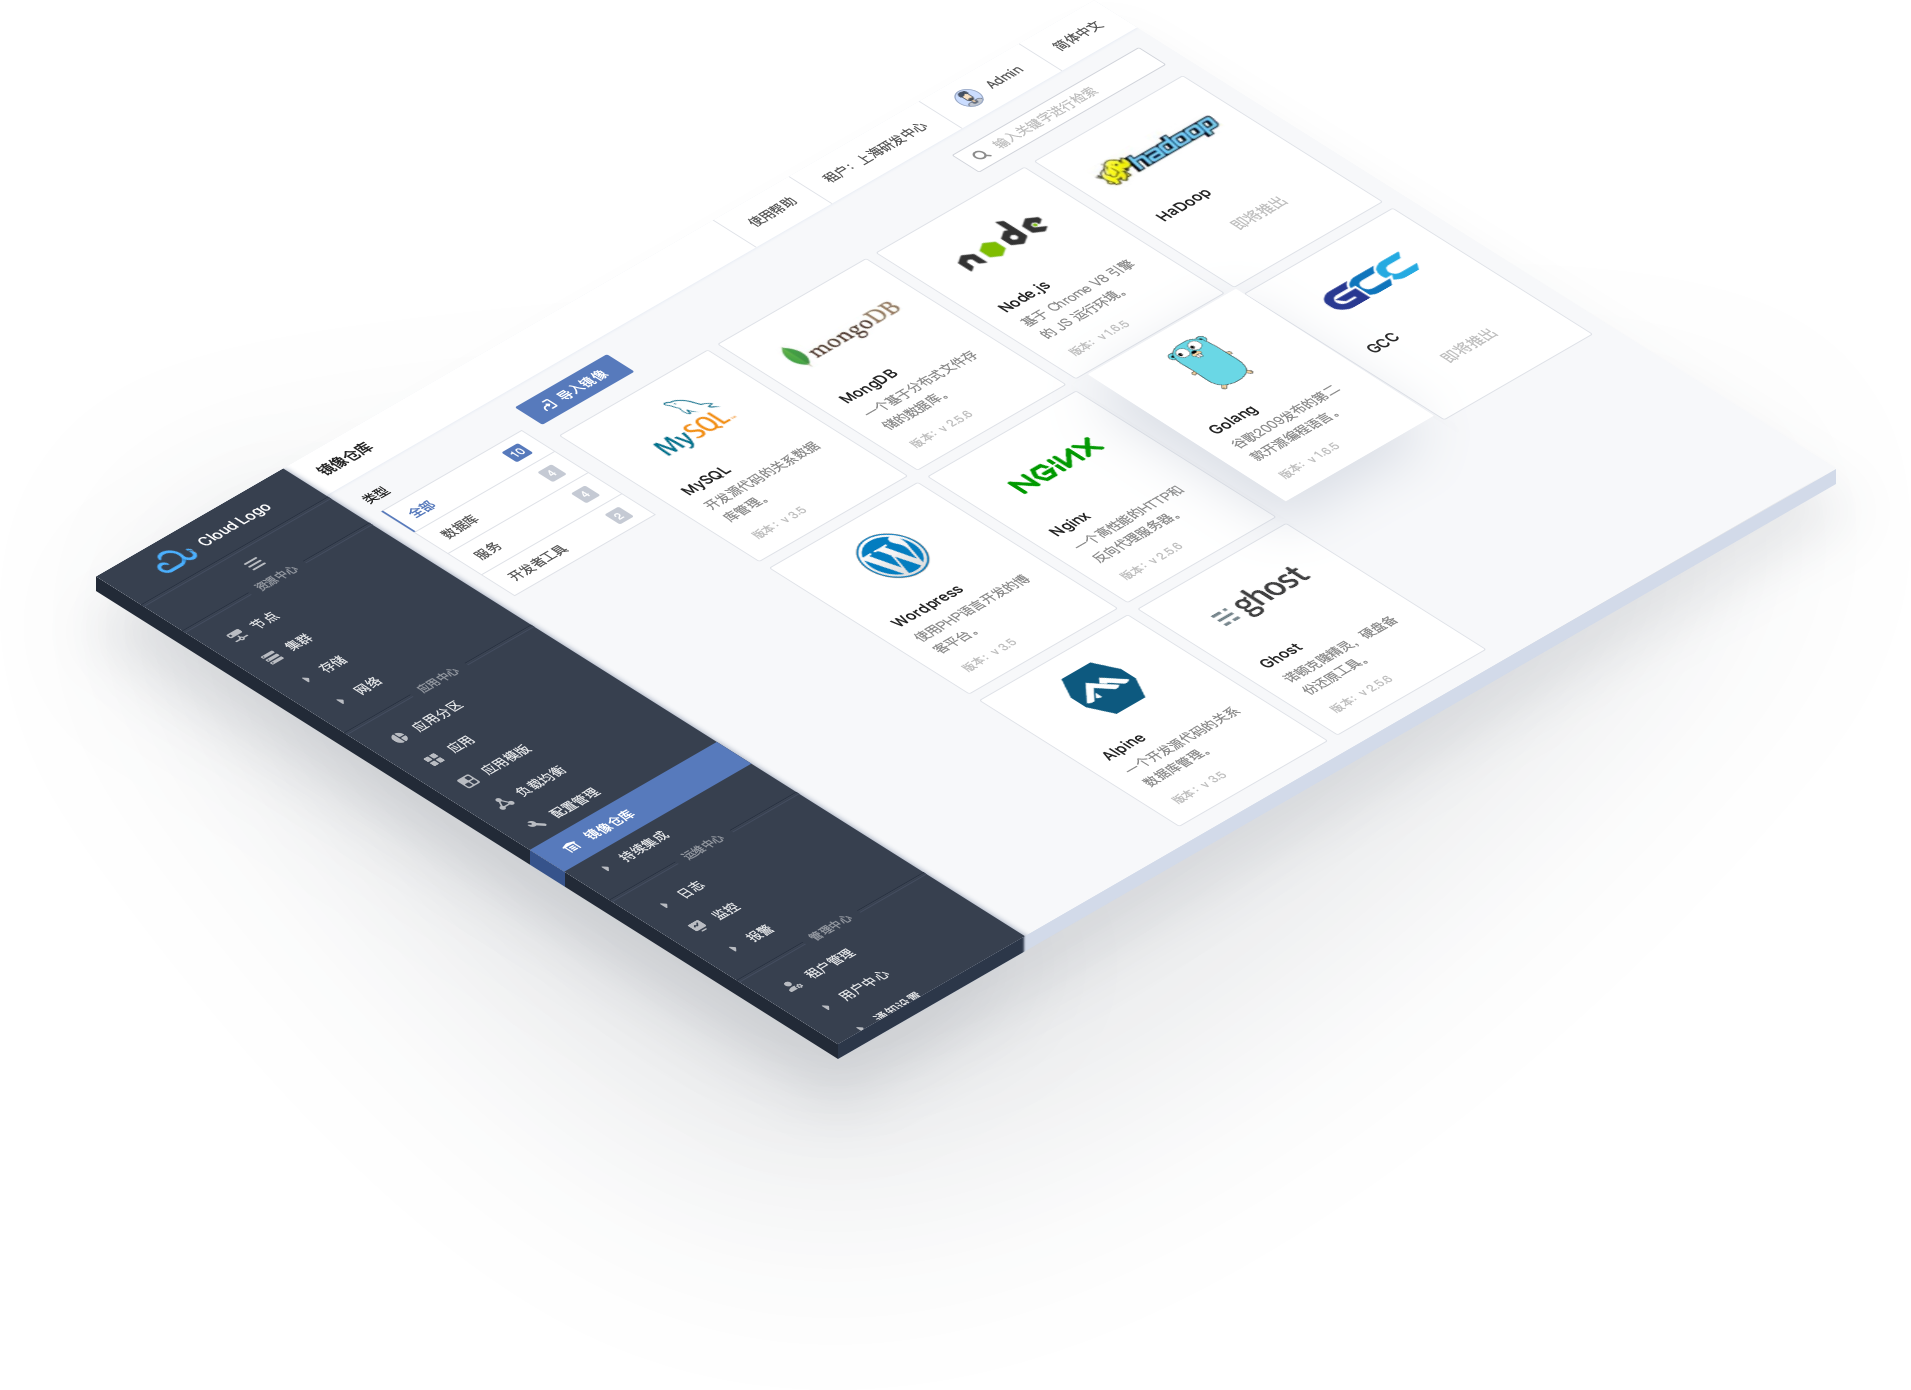 Cloud Logo
资源中心
节点
集群
存储
网络
应用中心
应用分区
应用
应用模版
负载均衡
配置管理
镜像仓库
持续集成
运维中心
日志
监控
报警
管理中心
租户管理
用户中心
通知设置
镜像仓库
使用帮助
租户：上海研发中心
Admin
简体中文
类型
全部 10
数据库 4
服务 4
开发者工具 2
导入镜像
输入关键字进行检索
MySQL
MySQL
开发源代码的关系数据
库管理。
版本：v 3.5
mongoDB
MongDB
一个基于分布式文件存
储的数据库。
版本：v 2.5.6
node
Node.js
基于 Chrome V8 引擎
的 JS 运行环境。
版本：v 1.6.5
hadoop
HaDoop
即将推出
Wordpress
使用PHP语言开发的博
客平台。
版本：v 3.5
NGINX
Nginx
一个高性能的HTTP和
反向代理服务器。
版本：v 2.5.6
Golang
谷歌2009发布的第二
款开源编程语言。
版本：v 1.6.5
GCC
GCC
即将推出
Alpine
一个开发源代码的关系
数据库管理。
版本：v 3.5
ghost
Ghost
诺顿克隆精灵，硬盘备
份还原工具。
版本：v 2.5.6